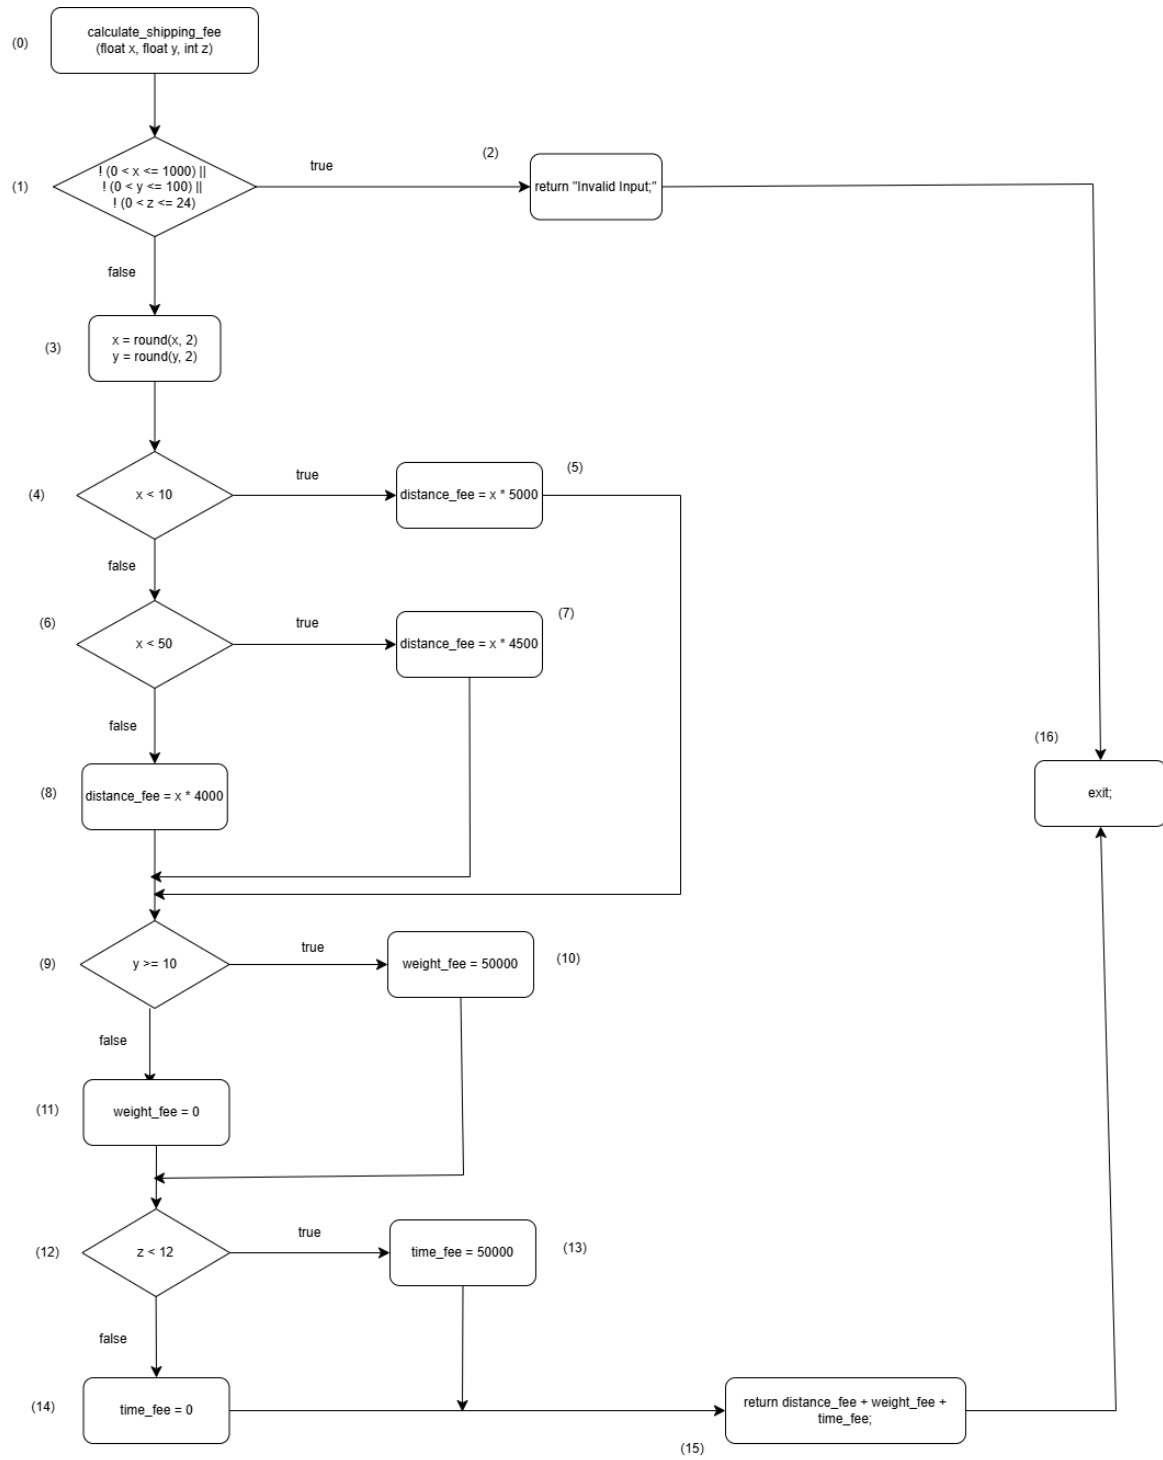 calculate_shipping_fee
(float x, float y, int z)
(0)
! (0 < x <= 1000) ||
! (0 < y <= 100) ||
! (0 < z <= 24)
(1)
true
(2)
return "Invalid Input;"
false
(3)
x = round(x, 2)
y = round(y, 2)
(4)
x < 10
true
distance_fee = x * 5000
(5)
false
(6)
x < 50
true
distance_fee = x * 4500
(7)
false
(16)
exit;
(8)
distance_fee = x * 4000
(9)
y >= 10
true
weight_fee = 50000
(10)
false
(11)
weight_fee = 0
(12)
z < 12
true
time_fee = 50000
(13)
false
(14)
time_fee = 0
return distance_fee + weight_fee +
time_fee;
(15)